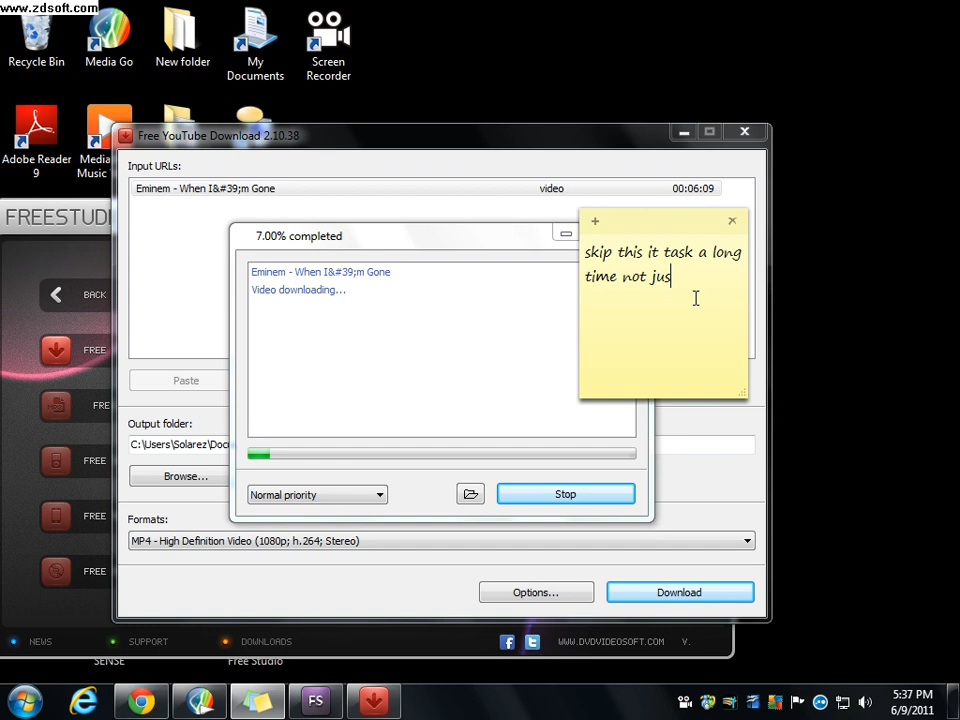 www.zdsoft.com
Recycle Bin
Media Go
New folder
My
Documents
Screen
Recorder
Adobe Reader
9
Media
Music
Free YouTube Download 2.10.38
Input URLs:
Eminem - When I&#39;m Gone video 00:06:09
FREESTUD
BACK
FREE
FRE
FREE
FREE
FREE
7.00% completed
Eminem - When I&#39;m Gone
Video downloading...
skip this it task a long
time not jus
Paste
Output folder:
C:\Users\Solarez\Doc
Browse...
Normal priority
Stop
Formats:
MP4 - High Definition Video (1080p; h.264; Stereo)
Options...
Download
NEWS
SUPPORT
DOWNLOADS
WWW.DVDVIDEOSOFT.COM
V.
SENSE
Free Studio
FS
5:37 PM
6/9/2011